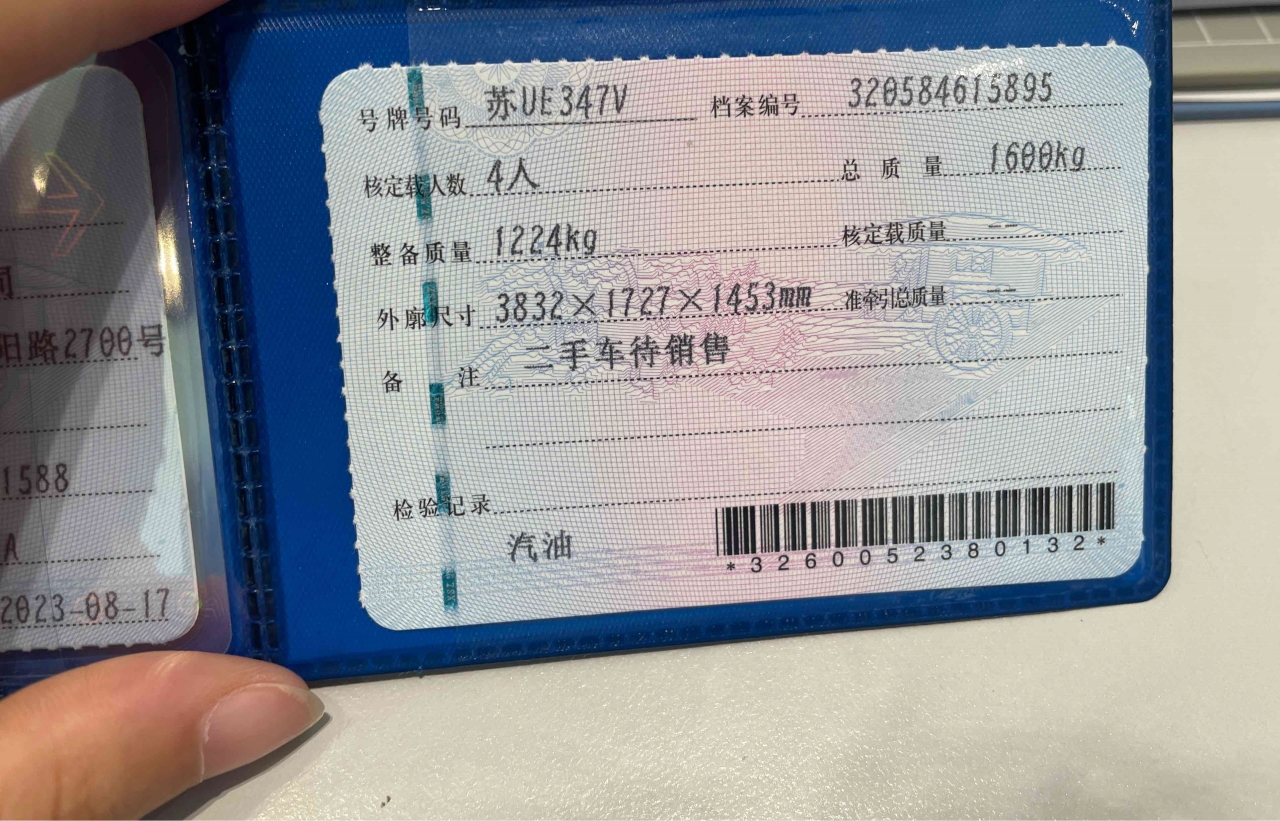 司
阳路2700号
1588
A
2023-08-17
号牌号码 苏UE347V 档案编号 320584615895
核定载人数 4人 总质量 1600kg
整备质量 1224kg 核定载质量 --
外廓尺寸 3832×1727×1453mm 准牵引总质量 --
备注 二手车待销售
检验记录
汽油
*3260052380132*